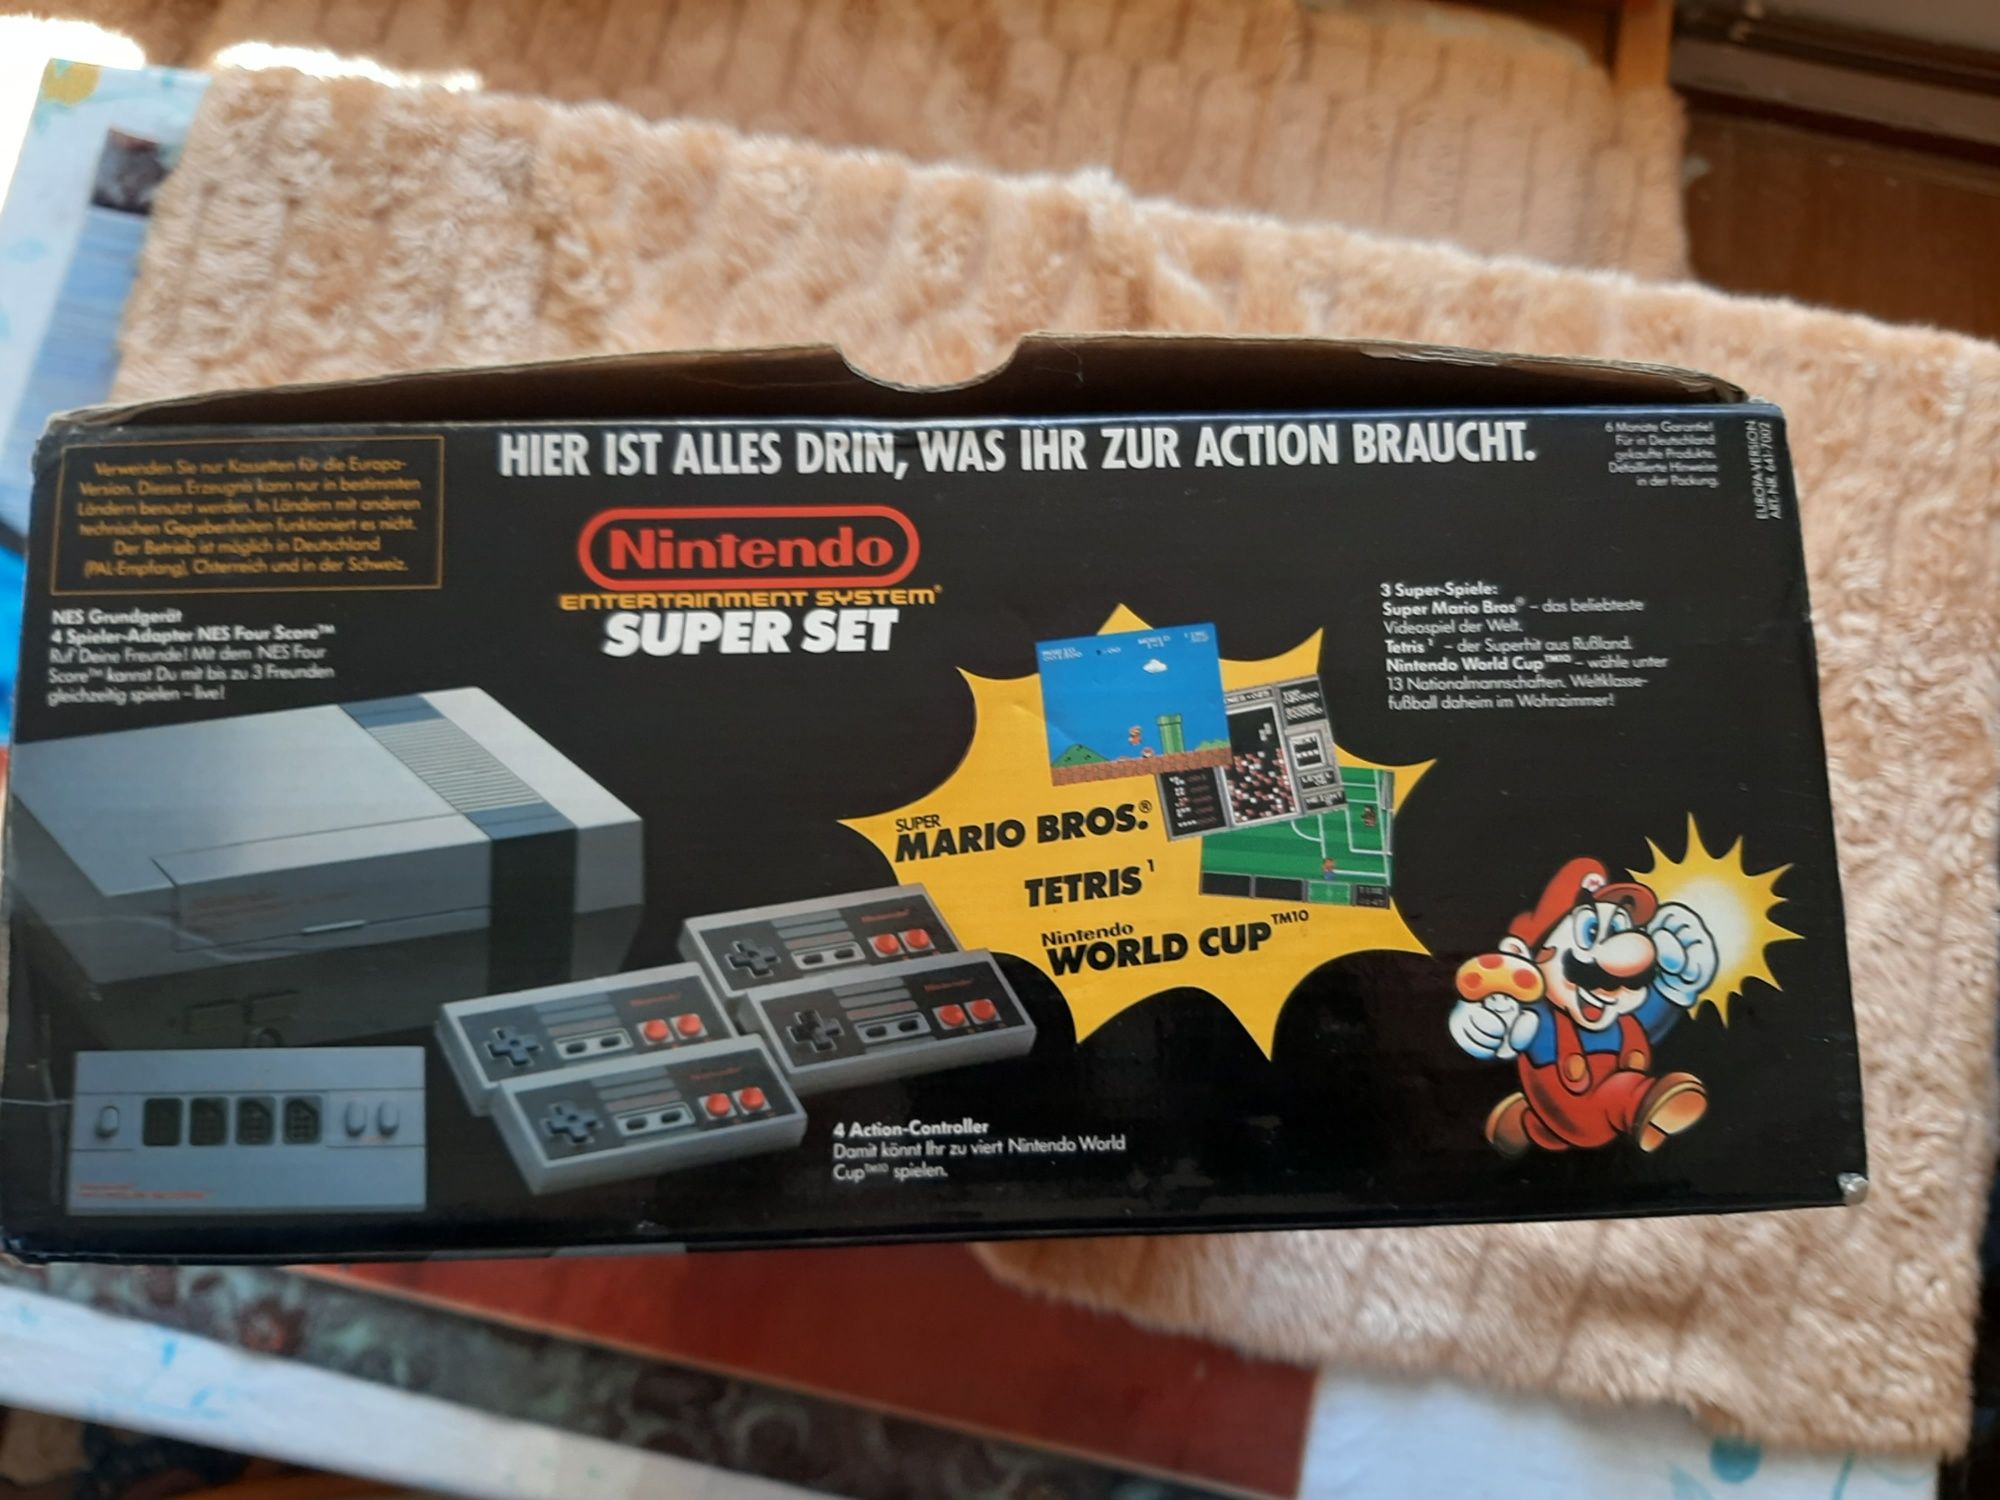 HIER IST ALLES DRIN, WAS IHR ZUR ACTION BRAUCHT.
Verwenden Sie nur Kassetten für die Europa-
Version. Dieses Erzeugnis kann nur in bestimmten
Ländern benutzt werden. In Ländern mit anderen
technischen Gegebenheiten funktioniert es nicht.
Der Betrieb ist möglich in Deutschland
(PAL-Empfang), Österreich und in der Schweiz.
6 Monate Garantie!
Für in Deutschland
gekaufte Produkte.
Detaillierte Hinweise
in der Packung.
EUROPA-VERSION
ART.-NR. 641-7002
Nintendo
ENTERTAINMENT SYSTEM®
SUPER SET
NES Grundgerät
4 Spieler-Adapter NES Four Score™
Ruf Deine Freunde! Mit dem NES Four
Score™ kannst Du mit bis zu 3 Freunden
gleichzeitig spielen – live!
3 Super-Spiele:
Super Mario Bros® – das beliebteste
Videospiel der Welt.
Tetris¹ – der Superhit aus Rußland.
Nintendo World Cup™¹⁰ – wähle unter
13 Nationalmannschaften. Weltklasse-
fußball daheim im Wohnzimmer!
SUPER
MARIO BROS.®
TETRIS¹
Nintendo
WORLD CUP™¹⁰
4 Action-Controller
Damit könnt Ihr zu viert Nintendo World
Cup™¹⁰ spielen.